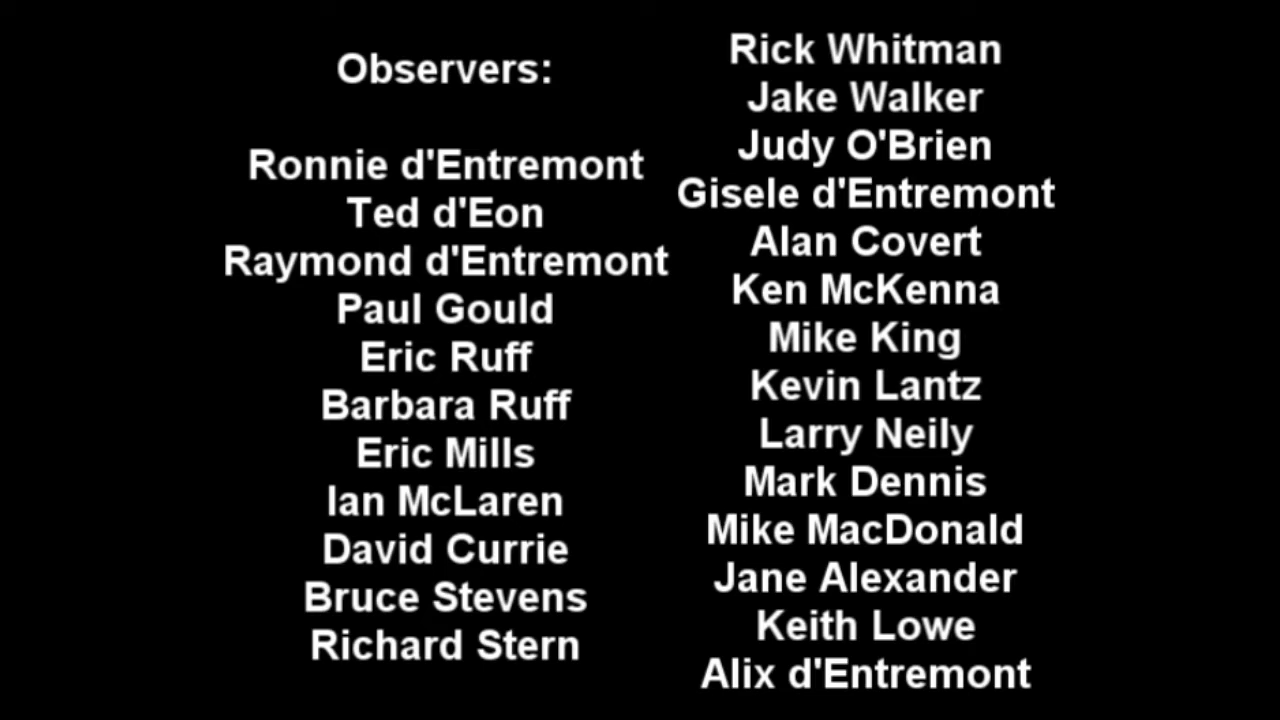 Observers:
Ronnie d'Entremont
Ted d'Eon
Raymond d'Entremont
Paul Gould
Eric Ruff
Barbara Ruff
Eric Mills
Ian McLaren
David Currie
Bruce Stevens
Richard Stern
Rick Whitman
Jake Walker
Judy O'Brien
Gisele d'Entremont
Alan Covert
Ken McKenna
Mike King
Kevin Lantz
Larry Neily
Mark Dennis
Mike MacDonald
Jane Alexander
Keith Lowe
Alix d'Entremont